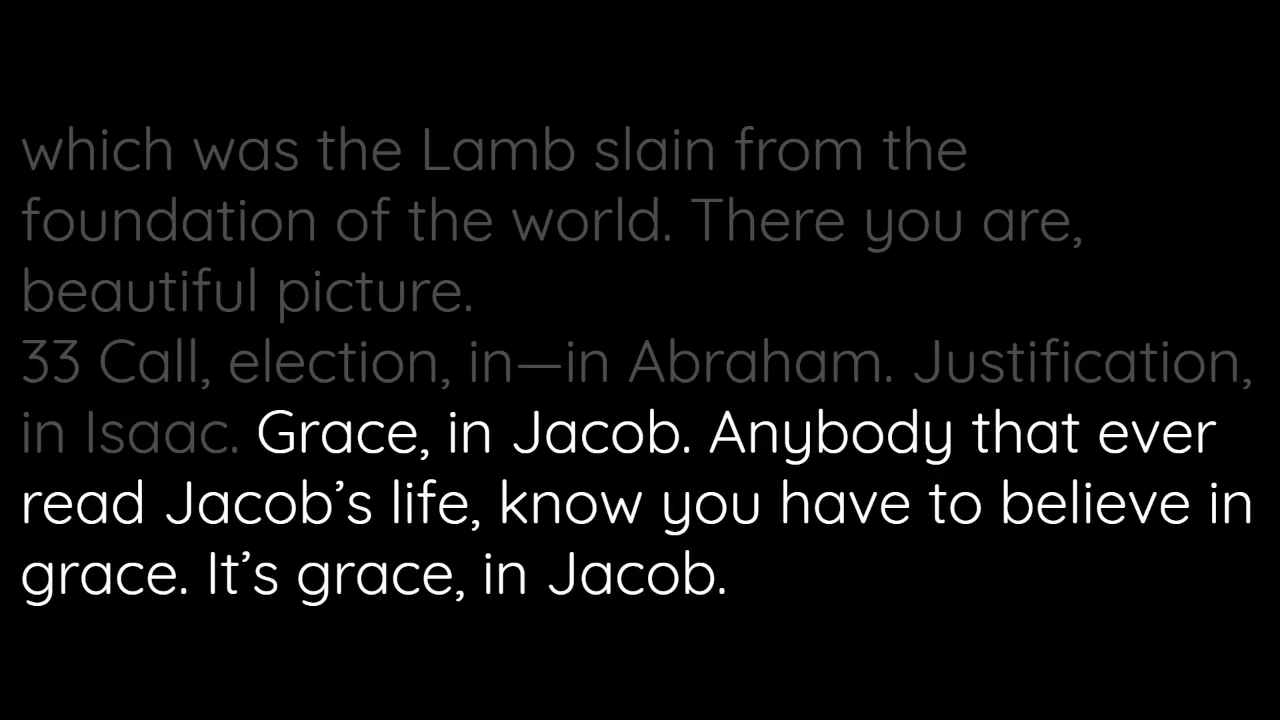 which was the Lamb slain from the
foundation of the world. There you are,
beautiful picture.
33 Call, election, in—in Abraham. Justification,
in Isaac. Grace, in Jacob. Anybody that ever
read Jacob’s life, know you have to believe in
grace. It’s grace, in Jacob.